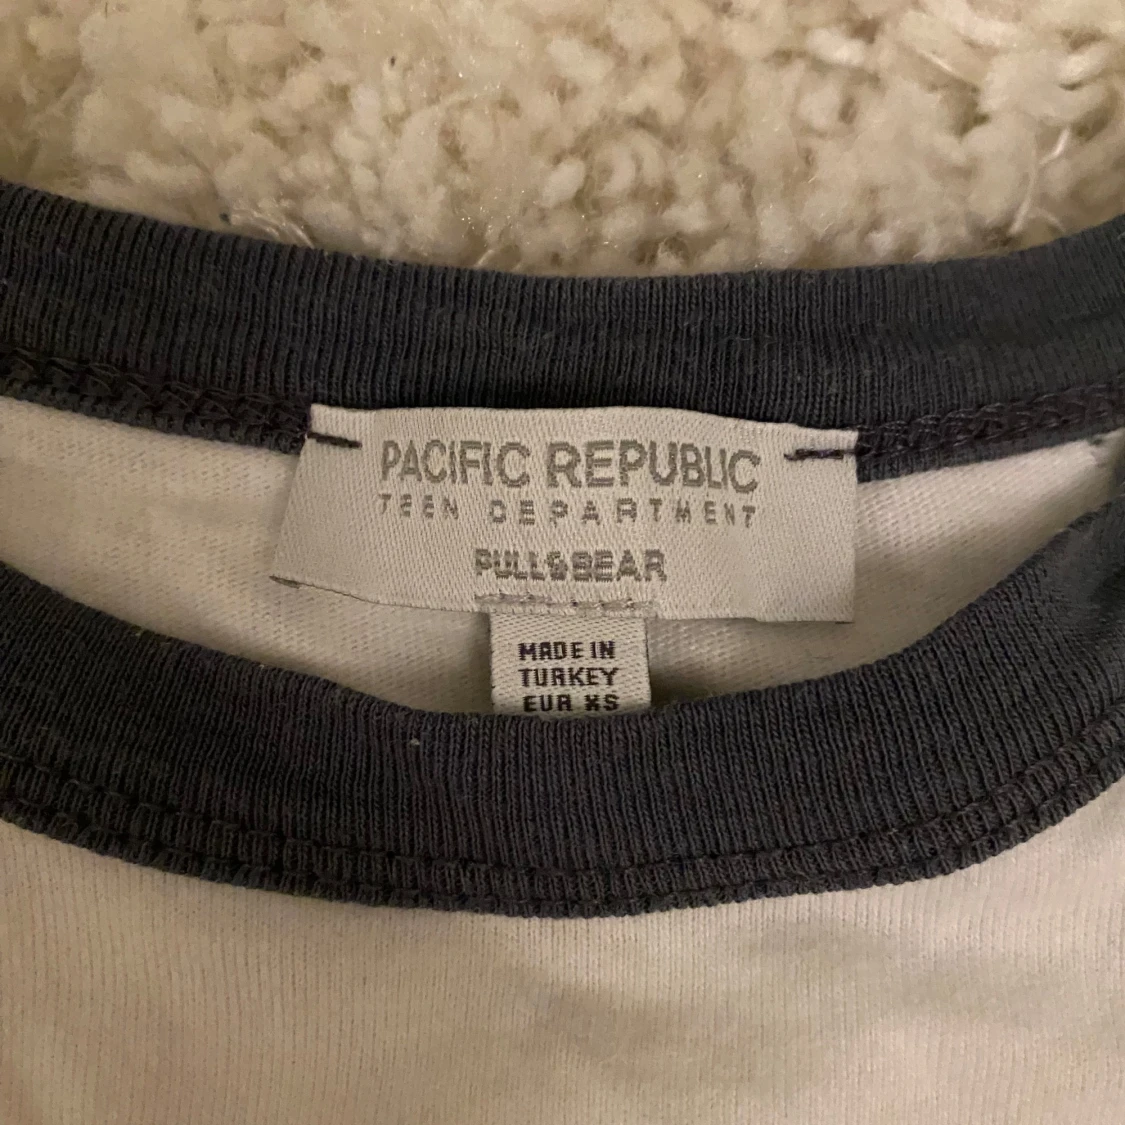 PACIFIC REPUBLIC
TEEN DEPARTMENT
PULL&BEAR
MADE IN
TURKEY
EUR XS